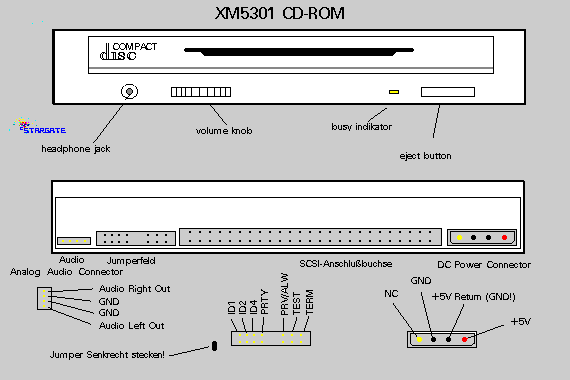 XM5301 CD-ROM
COMPACT
disc
STARGATE
headphone jack
volume knob
busy indikator
eject button
Audio
Jumperfeld
SCSI-Anschlußbuchse
DC Power Connector
Analog Audio Connector
Audio Right Out
GND
GND
Audio Left Out
ID1
ID2
ID4
PRTY
PRV/ALW
TEST
TERM
Jumper Senkrecht stecken!
NC
GND
+5V Return (GND!)
+5V